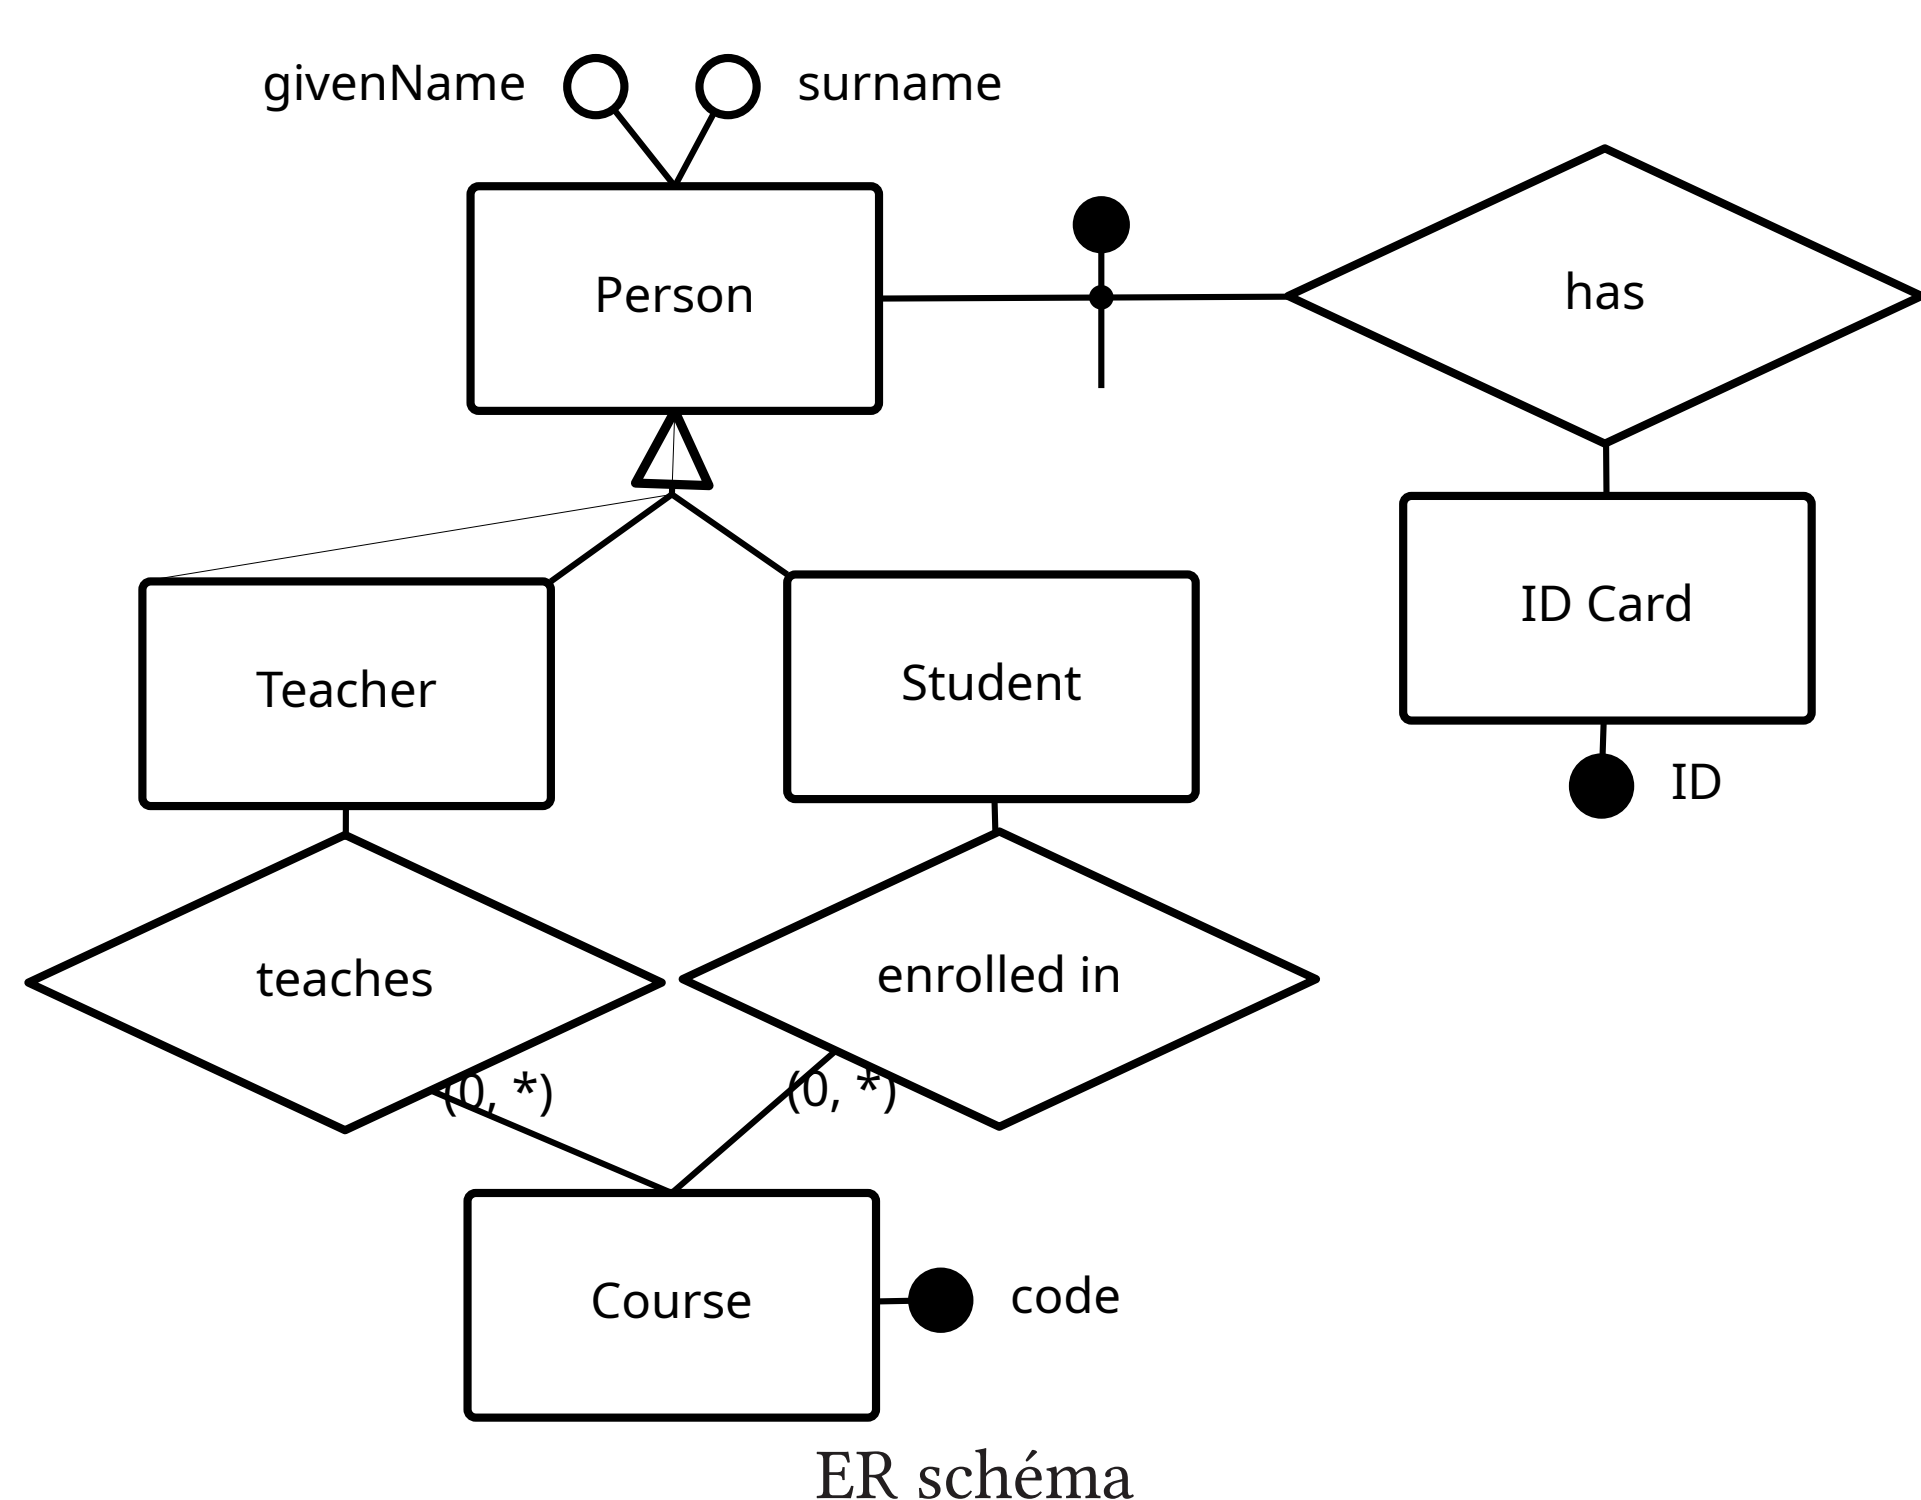 givenName
surname
Person
has
ID Card
Teacher
Student
ID
teaches
enrolled in
(0, *)
(0, *)
Course
code
ER schéma